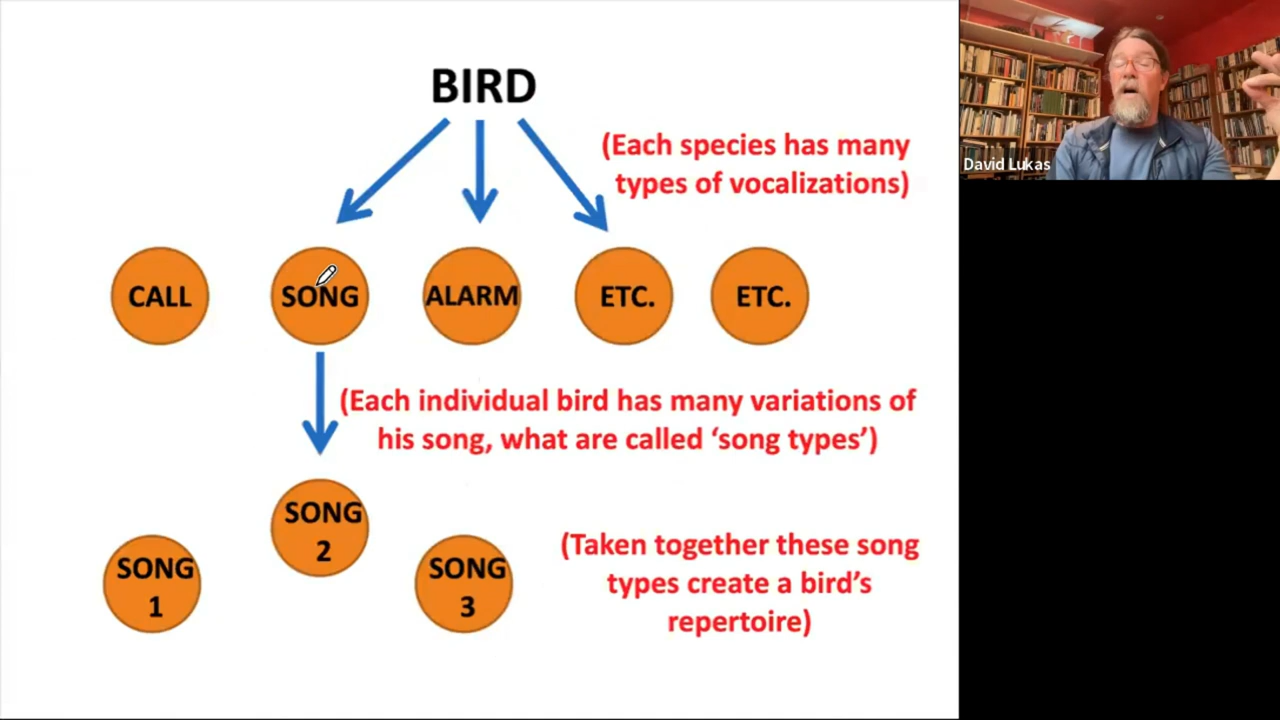 BIRD
(Each species has many
types of vocalizations)
David Lukas
CALL
SONG
ALARM
ETC.
ETC.
(Each individual bird has many variations of
his song, what are called ‘song types’)
SONG
2
SONG
1
SONG
3
(Taken together these song
types create a bird’s
repertoire)